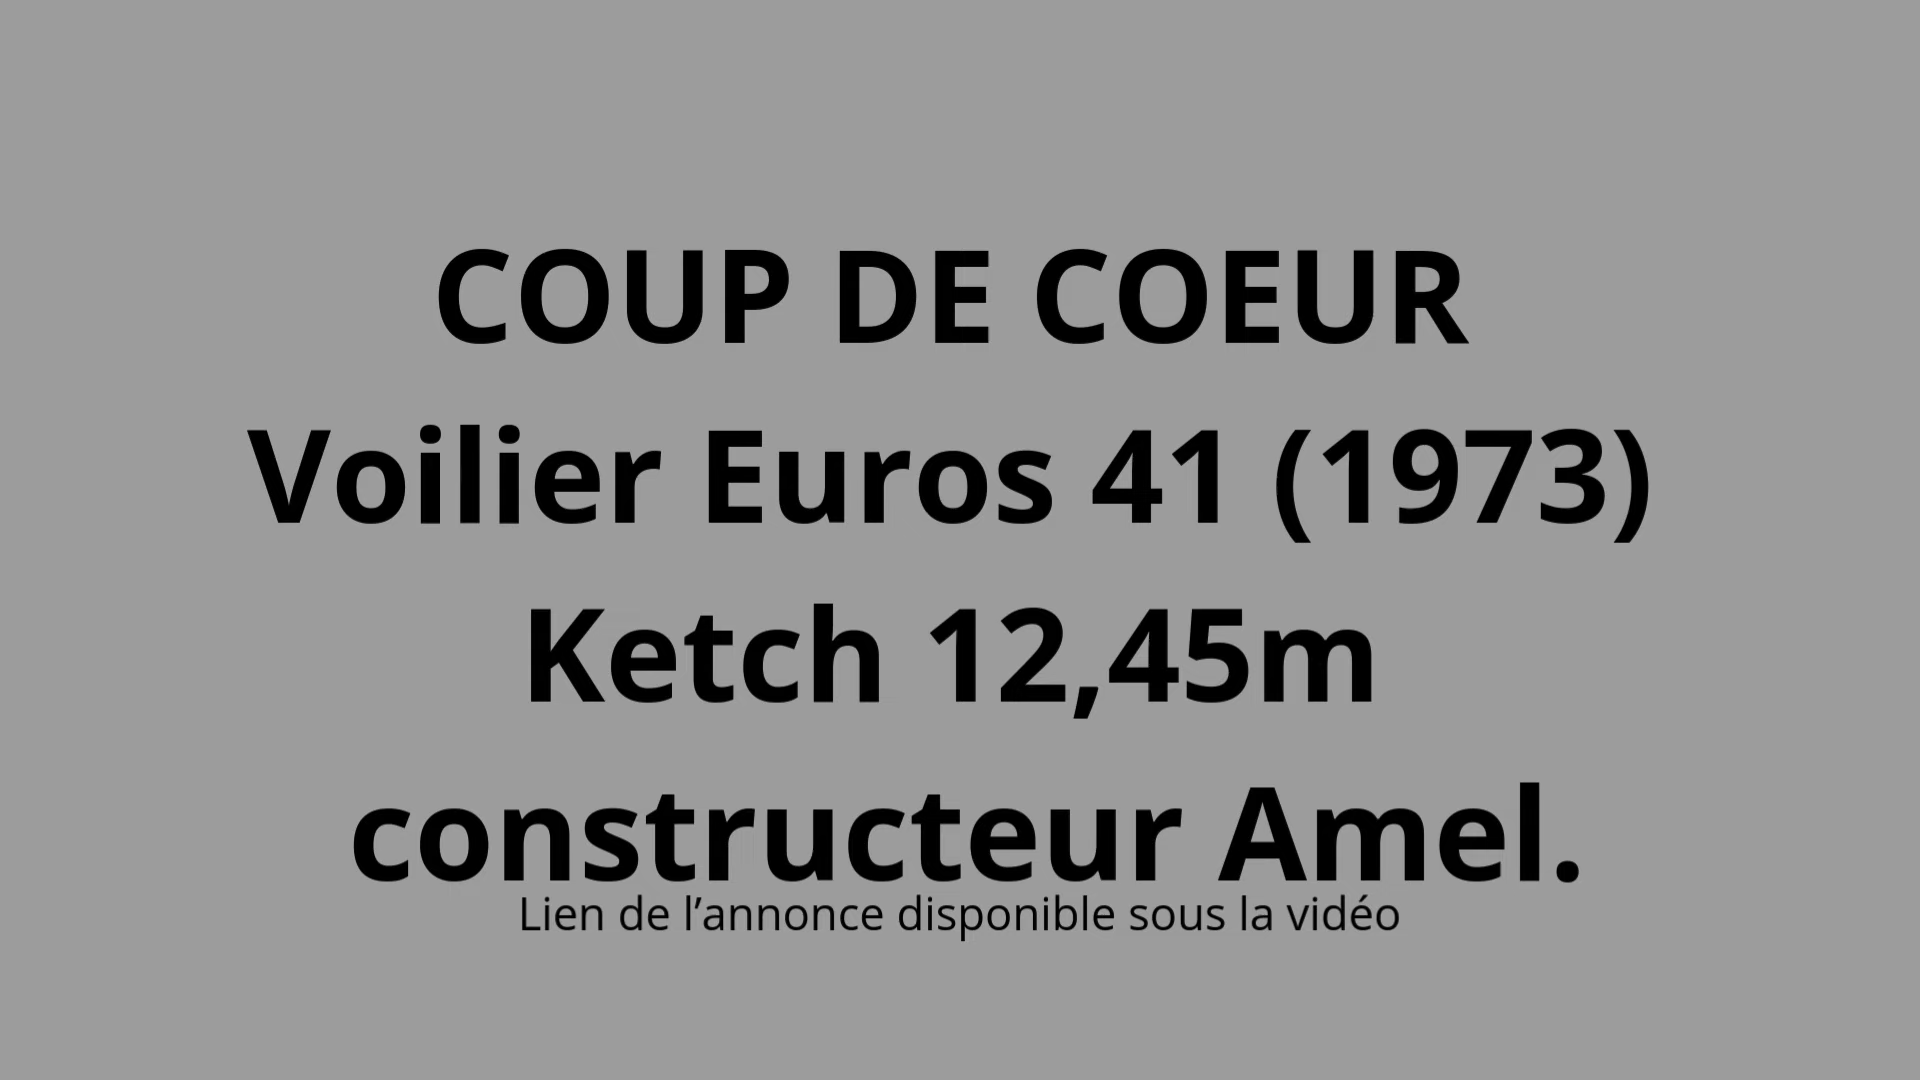 COUP DE COEUR
Voilier Euros 41 (1973)
Ketch 12,45m
constructeur Amel.
Lien de l’annonce disponible sous la vidéo